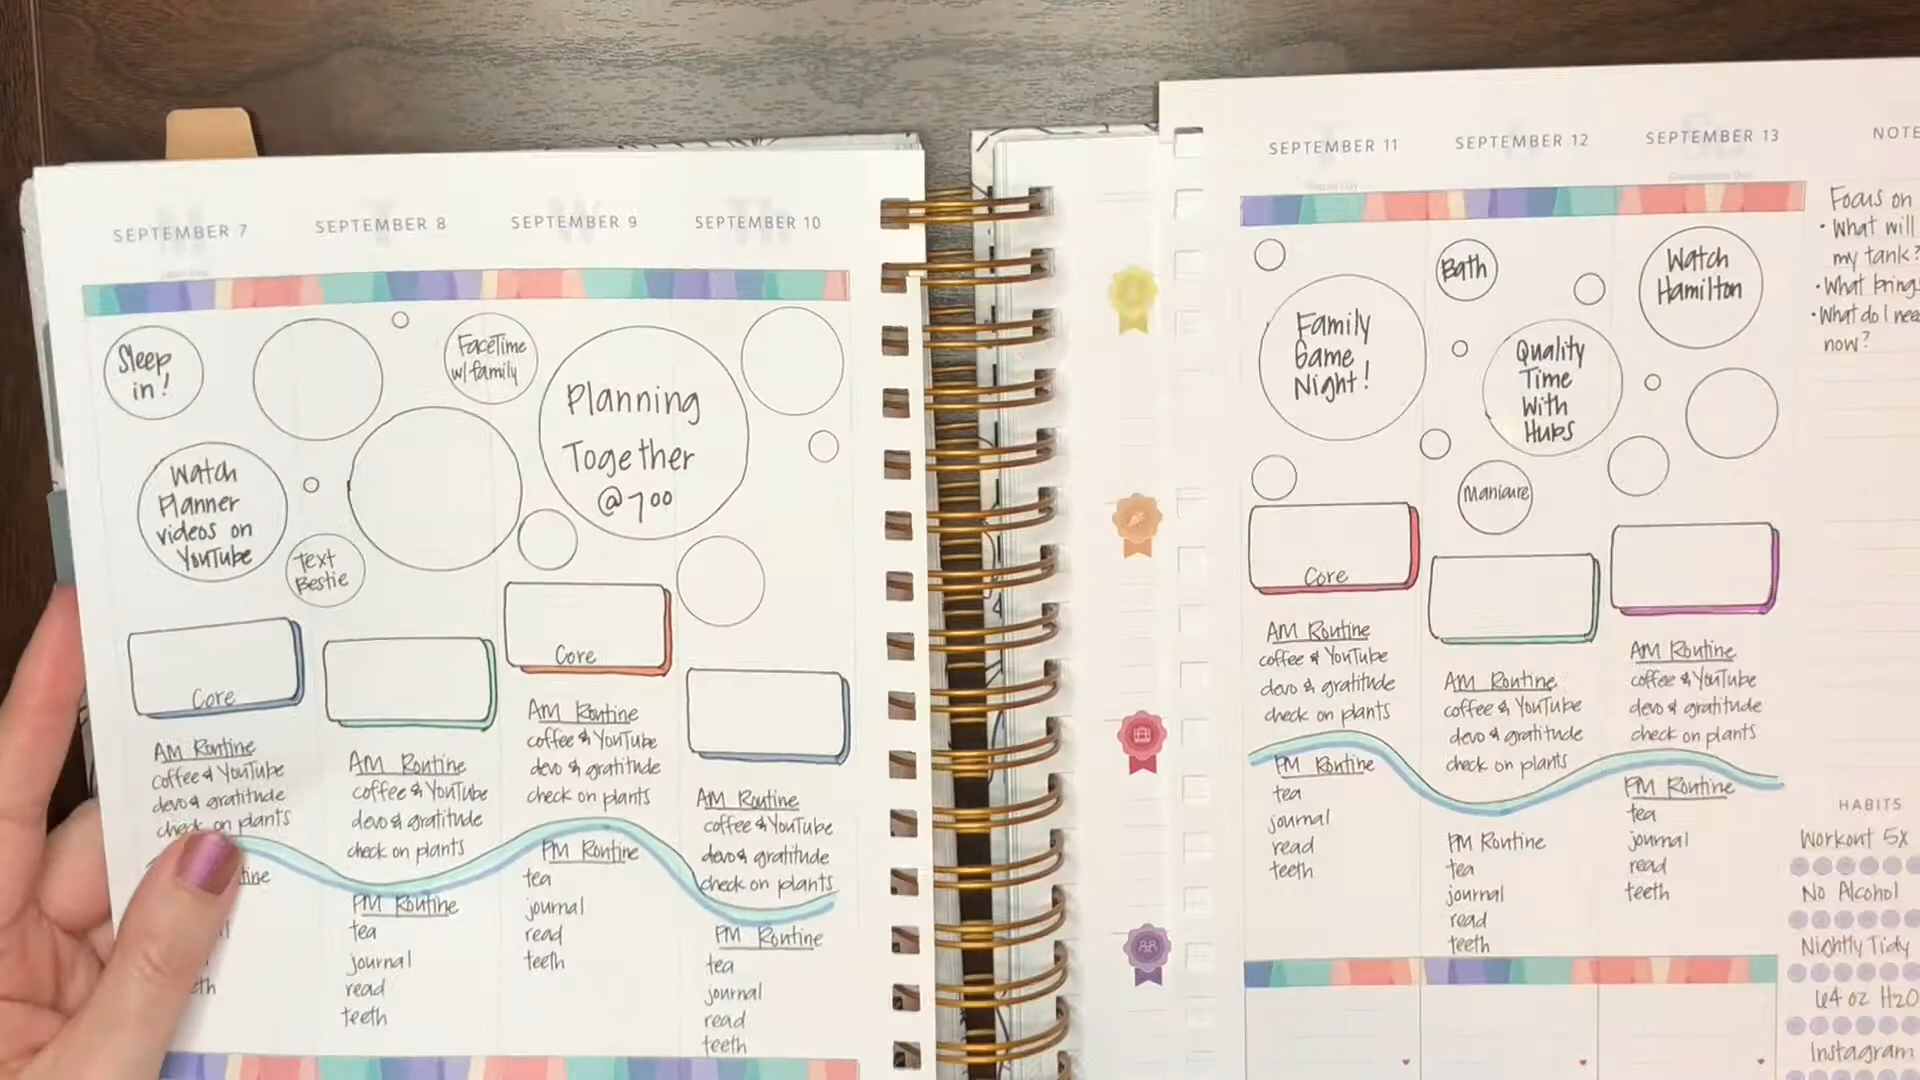 SEPTEMBER 7
SEPTEMBER 8
SEPTEMBER 9
SEPTEMBER 10
Sleep
in!
FaceTime
w/family
Planning
Together
@700
Watch
Planner
videos on
YouTube
Text
Bestie
Core
AM Routine
coffee & YouTube
devo & gratitude
check on plants
AM Routine
coffee & YouTube
devo & gratitude
check on plants
PM Routine
tea
journal
read
teeth
Core
AM Routine
coffee & YouTube
devo & gratitude
check on plants
PM Routine
tea
journal
read
teeth
AM Routine
coffee & YouTube
devo & gratitude
check on plants
PM Routine
tea
journal
read
teeth
SEPTEMBER 11
SEPTEMBER 12
SEPTEMBER 13
NOTE
Family
Game
Night!
Bath
Quality
Time
With
Hubs
Manicure
Watch
Hamilton
Core
AM Routine
coffee & YouTube
devo & gratitude
check on plants
PM Routine
tea
journal
read
teeth
AM Routine
coffee & YouTube
devo & gratitude
check on plants
PM Routine
tea
journal
read
teeth
AM Routine
coffee & YouTube
devo & gratitude
check on plants
PM Routine
tea
journal
read
teeth
Focus on
• What will
my tank?
• What brings
• What do I nee
now?
HABITS
Workout 5x
No Alcohol
Nightly Tidy
64 oz H2O
Instagram